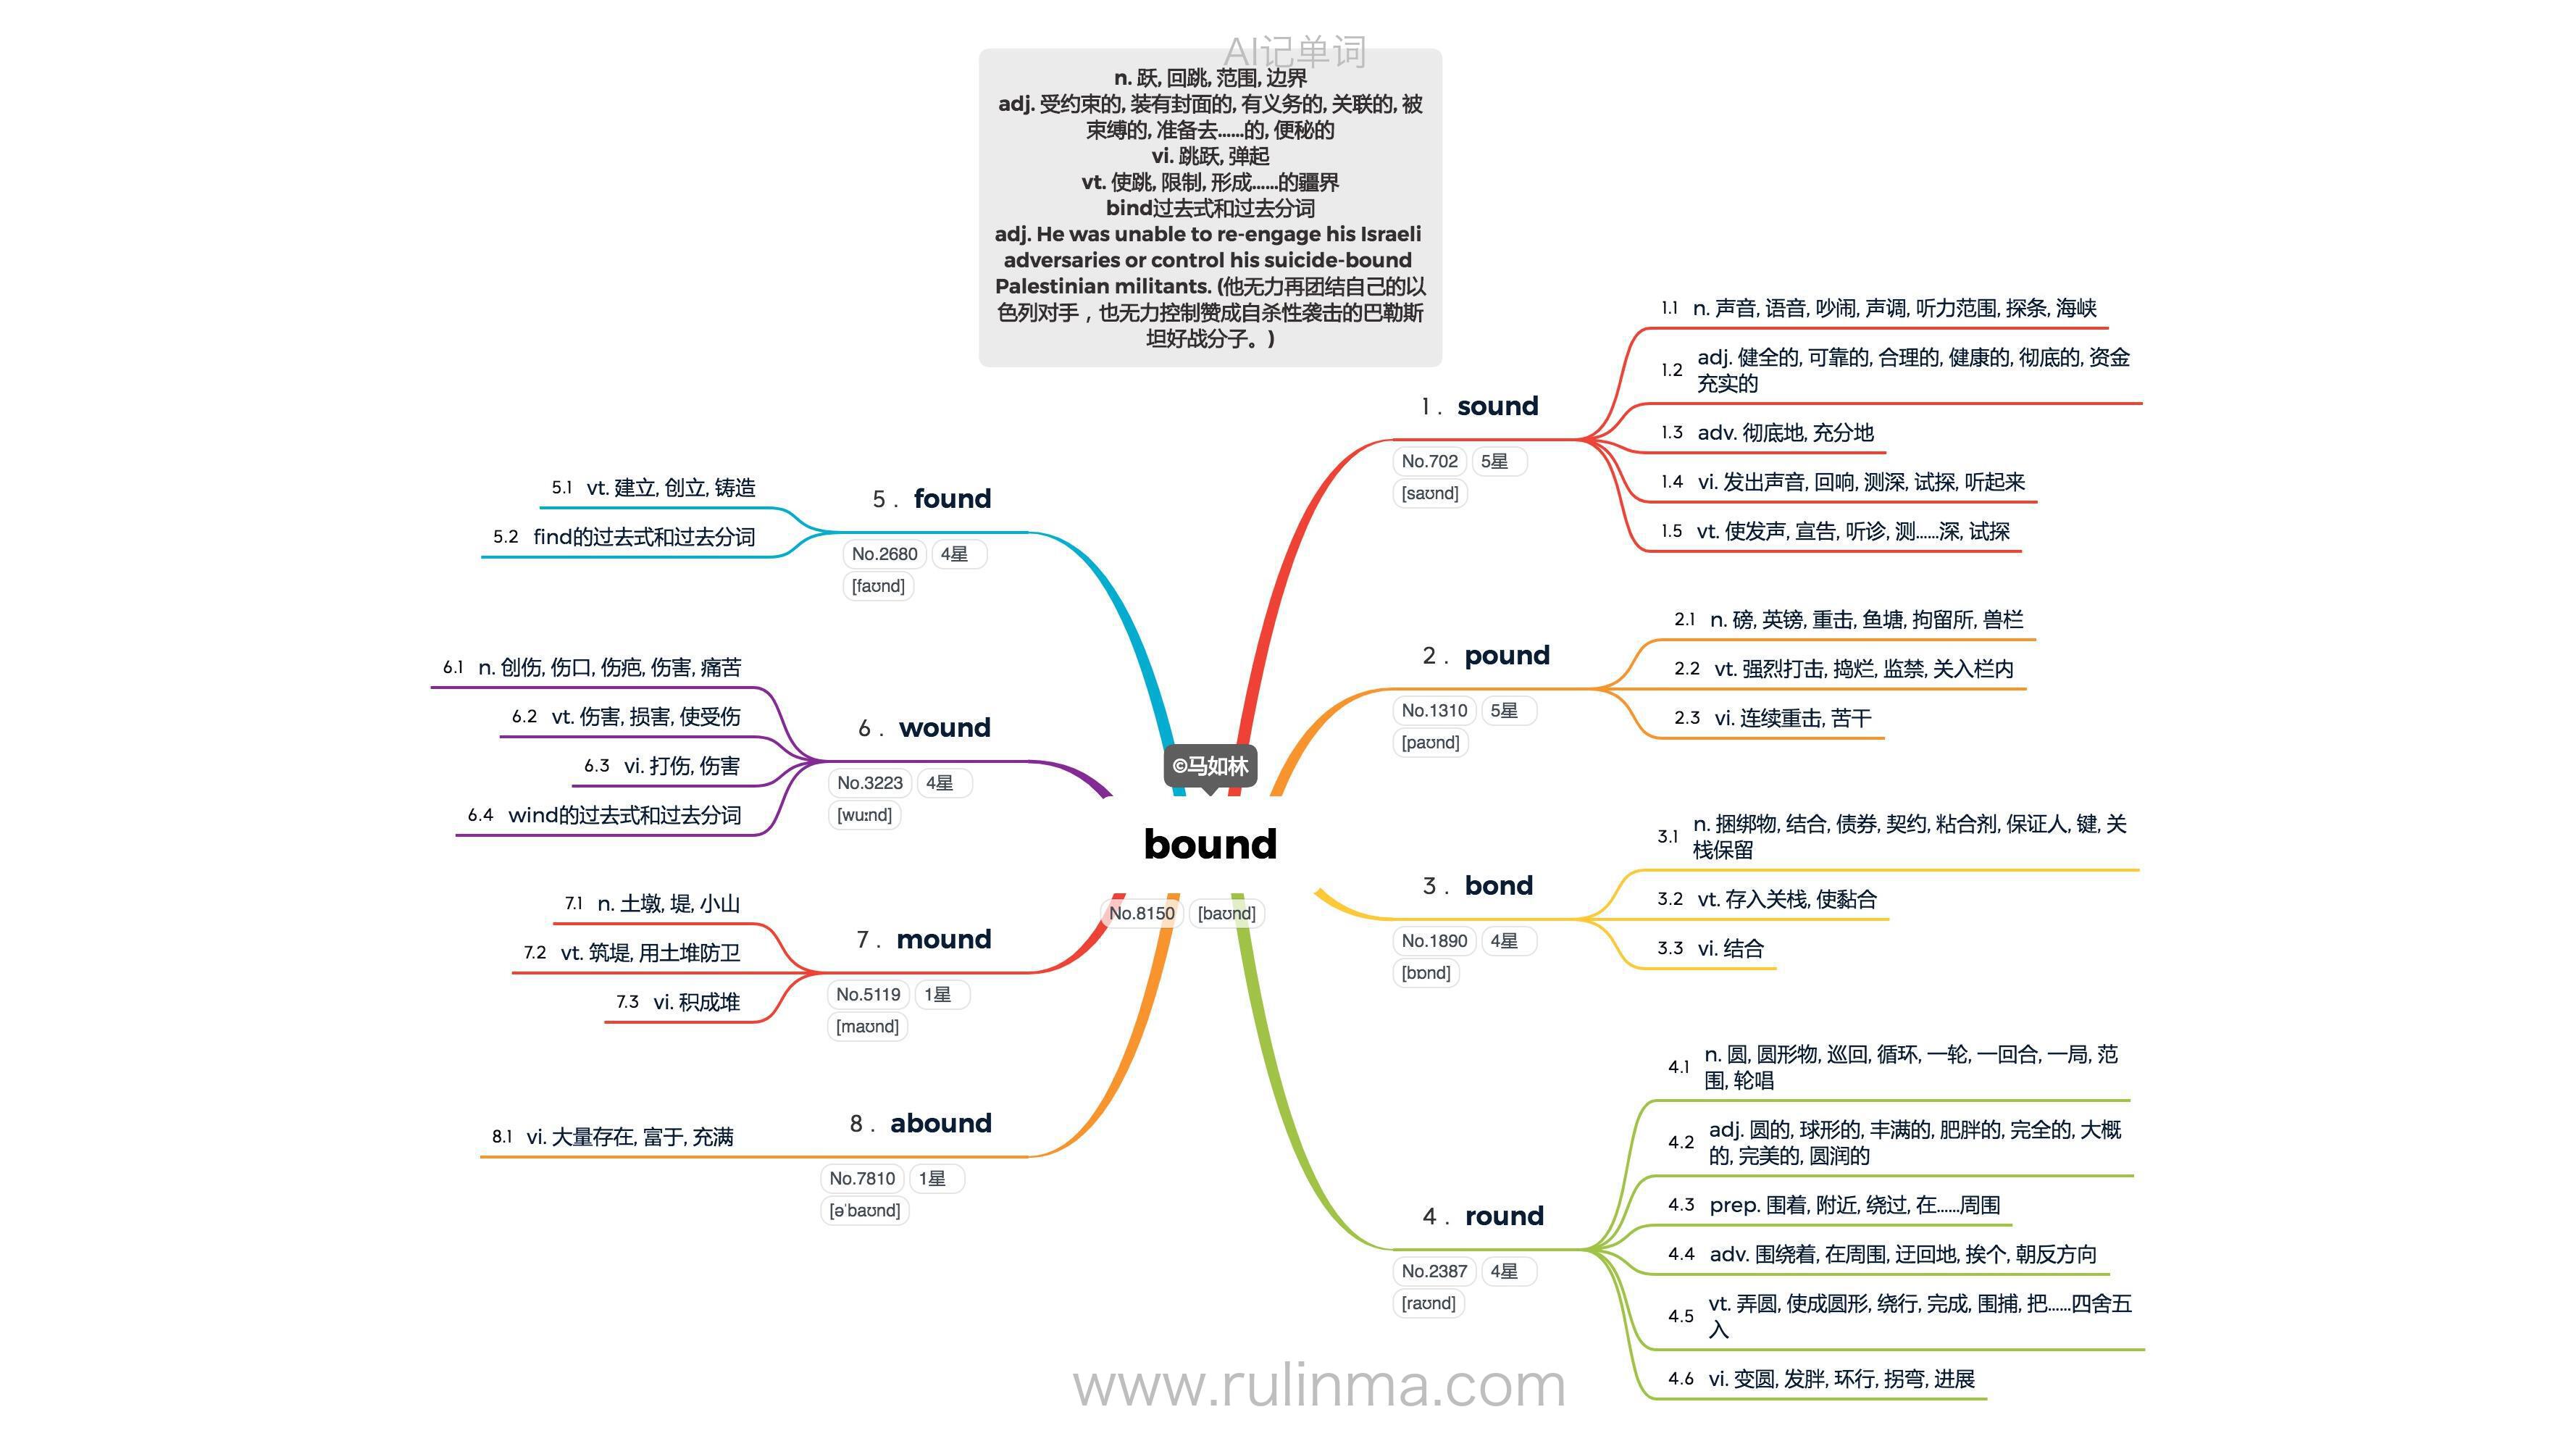 AI记单词
n. 跃, 回跳, 范围, 边界
adj. 受约束的, 装有封面的, 有义务的, 关联的, 被
束缚的, 准备去……的, 便秘的
vi. 跳跃, 弹起
vt. 使跳, 限制, 形成……的疆界
bind过去式和过去分词
adj. He was unable to re-engage his Israeli
adversaries or control his suicide-bound
Palestinian militants. (他无力再团结自己的以
色列对手，也无力控制赞成自杀性袭击的巴勒斯
坦好战分子。)
©马如林
bound
No.8150 [baʊnd]
1. sound
No.702 5星
[saʊnd]
1.1 n. 声音, 语音, 吵闹, 声调, 听力范围, 探条, 海峡
1.2 adj. 健全的, 可靠的, 合理的, 健康的, 彻底的, 资金
充实的
1.3 adv. 彻底地, 充分地
1.4 vi. 发出声音, 回响, 测深, 试探, 听起来
1.5 vt. 使发声, 宣告, 听诊, 测……深, 试探
2. pound
No.1310 5星
[paʊnd]
2.1 n. 磅, 英镑, 重击, 鱼塘, 拘留所, 兽栏
2.2 vt. 强烈打击, 捣烂, 监禁, 关入栏内
2.3 vi. 连续重击, 苦干
3. bond
No.1890 4星
[bɒnd]
3.1 n. 捆绑物, 结合, 债券, 契约, 粘合剂, 保证人, 键, 关
栈保留
3.2 vt. 存入关栈, 使黏合
3.3 vi. 结合
4. round
No.2387 4星
[raʊnd]
4.1 n. 圆, 圆形物, 巡回, 循环, 一轮, 一回合, 一局, 范
围, 轮唱
4.2 adj. 圆的, 球形的, 丰满的, 肥胖的, 完全的, 大概
的, 完美的, 圆润的
4.3 prep. 围着, 附近, 绕过, 在……周围
4.4 adv. 围绕着, 在周围, 迂回地, 挨个, 朝反方向
4.5 vt. 弄圆, 使成圆形, 绕行, 完成, 围捕, 把……四舍五
入
4.6 vi. 变圆, 发胖, 环行, 拐弯, 进展
5. found
No.2680 4星
[faʊnd]
5.1 vt. 建立, 创立, 铸造
5.2 find的过去式和过去分词
6. wound
No.3223 4星
[wuːnd]
6.1 n. 创伤, 伤口, 伤疤, 伤害, 痛苦
6.2 vt. 伤害, 损害, 使受伤
6.3 vi. 打伤, 伤害
6.4 wind的过去式和过去分词
7. mound
No.5119 1星
[maʊnd]
7.1 n. 土墩, 堤, 小山
7.2 vt. 筑堤, 用土堆防卫
7.3 vi. 积成堆
8. abound
No.7810 1星
[əˈbaʊnd]
8.1 vi. 大量存在, 富于, 充满
www.rulinma.com